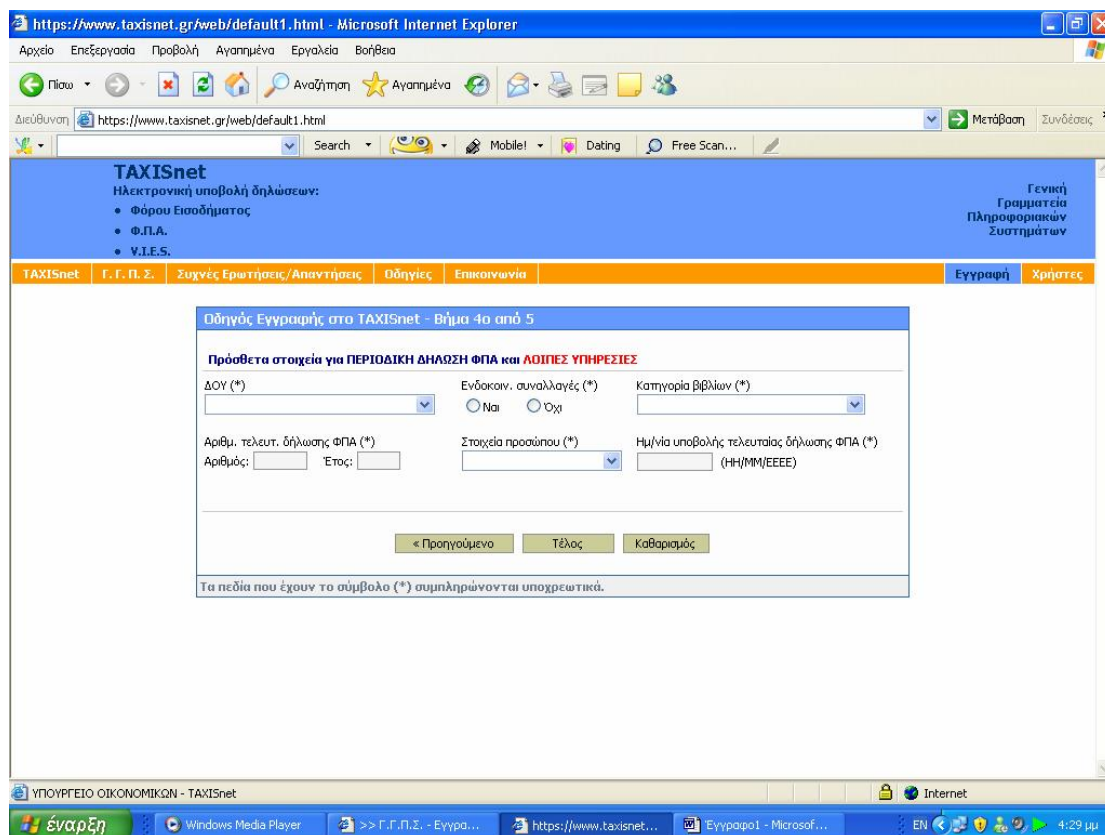 https://www.taxisnet.gr/web/default1.html - Microsoft Internet Explorer
Αρχείο Επεξεργασία Προβολή Αγαπημένα Εργαλεία Βοήθεια
Πίσω Αναζήτηση Αγαπημένα
Διεύθυνση https://www.taxisnet.gr/web/default1.html Μετάβαση Συνδέσεις
Search Mobile! Dating Free Scan...
TAXISnet
Ηλεκτρονική υποβολή δηλώσεων:
• Φόρου Εισοδήματος
• Φ.Π.Α.
• V.I.E.S.
Γενική
Γραμματεία
Πληροφοριακών
Συστημάτων
TAXISnet Γ.Γ.Π.Σ. Συχνές Ερωτήσεις/Απαντήσεις Οδηγίες Επικοινωνία Εγγραφή Χρήστες
Οδηγός Εγγραφής στο TAXISnet - Βήμα 4ο από 5
Πρόσθετα στοιχεία για ΠΕΡΙΟΔΙΚΗ ΔΗΛΩΣΗ ΦΠΑ και ΛΟΙΠΕΣ ΥΠΗΡΕΣΙΕΣ
ΔΟΥ (*) Ενδοκοιν. συναλλαγές (*) Κατηγορία βιβλίων (*)
Ναι Όχι
Αριθμ. τελευτ. δήλωσης ΦΠΑ (*) Στοιχεία προσώπου (*) Ημ/νία υποβολής τελευταίας δήλωσης ΦΠΑ (*)
Αριθμός: Έτος: (ΗΗ/ΜΜ/ΕΕΕΕ)
« Προηγούμενο Τέλος Καθαρισμός
Τα πεδία που έχουν το σύμβολο (*) συμπληρώνονται υποχρεωτικά.
ΥΠΟΥΡΓΕΙΟ ΟΙΚΟΝΟΜΙΚΩΝ - TAXISnet Internet
έναρξη Windows Media Player >> Γ.Γ.Π.Σ. - Εγγρα... https://www.taxisnet... Έγγραφο1 - Microsof... EN 4:29 μμ